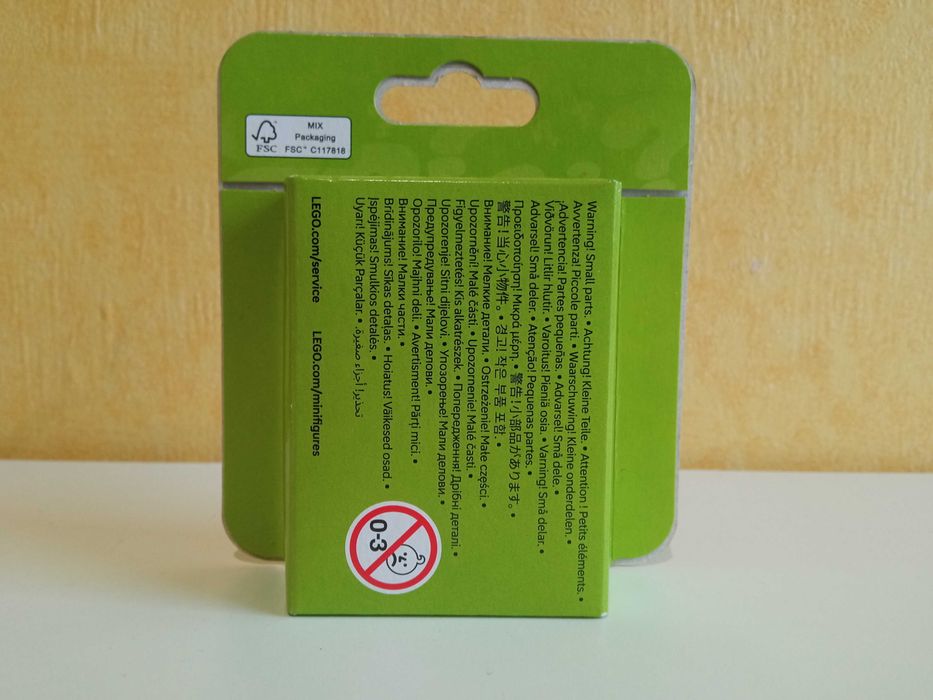 FSC
MIX
Packaging
FSC™ C117818
Warning! Small parts. • Achtung! Kleine Teile. • Attention ! Petits éléments. •
Avvertenza! Piccole parti. • Waarschuwing! Kleine onderdelen. •
¡Advertencia! Partes pequeñas. • Advarsel! Små dele. •
Viðvörun! Litlir hlutir. • Varoitus! Pieniä osia. • Varning! Små delar. •
Advarsel! Små deler. • Atenção! Pequenas partes. •
Προειδοποίηση! Μικρά μέρη. • 警告! 小部品があります。 •
警告! 当心小物件。 • 경고! 작은 부품 포함. •
Внимание! Мелкие детали. • Ostrzeżenie! Małe części. •
Upozornění! Malé části. • Upozornenie! Malé časti. •
Figyelmeztetés! Kis alkatrészek. • Попередження! Дрібні деталі. •
Upozorenje! Sitni dijelovi. • Упозорење! Мали делови. •
Предупредување! Мали делови. •
Opozorilo! Majhni deli. • Avertisment! Părți mici. •
Внимание! Малки части. •
Brīdinājums! Sīkas detaļas. • Hoiatus! Väikesed osad. •
Įspėjimas! Smulkios detalės. •
Uyarı! Küçük Parçalar. • تحذير! أجزاء صغيرة.
LEGO.com/service LEGO.com/minifigures
0-3